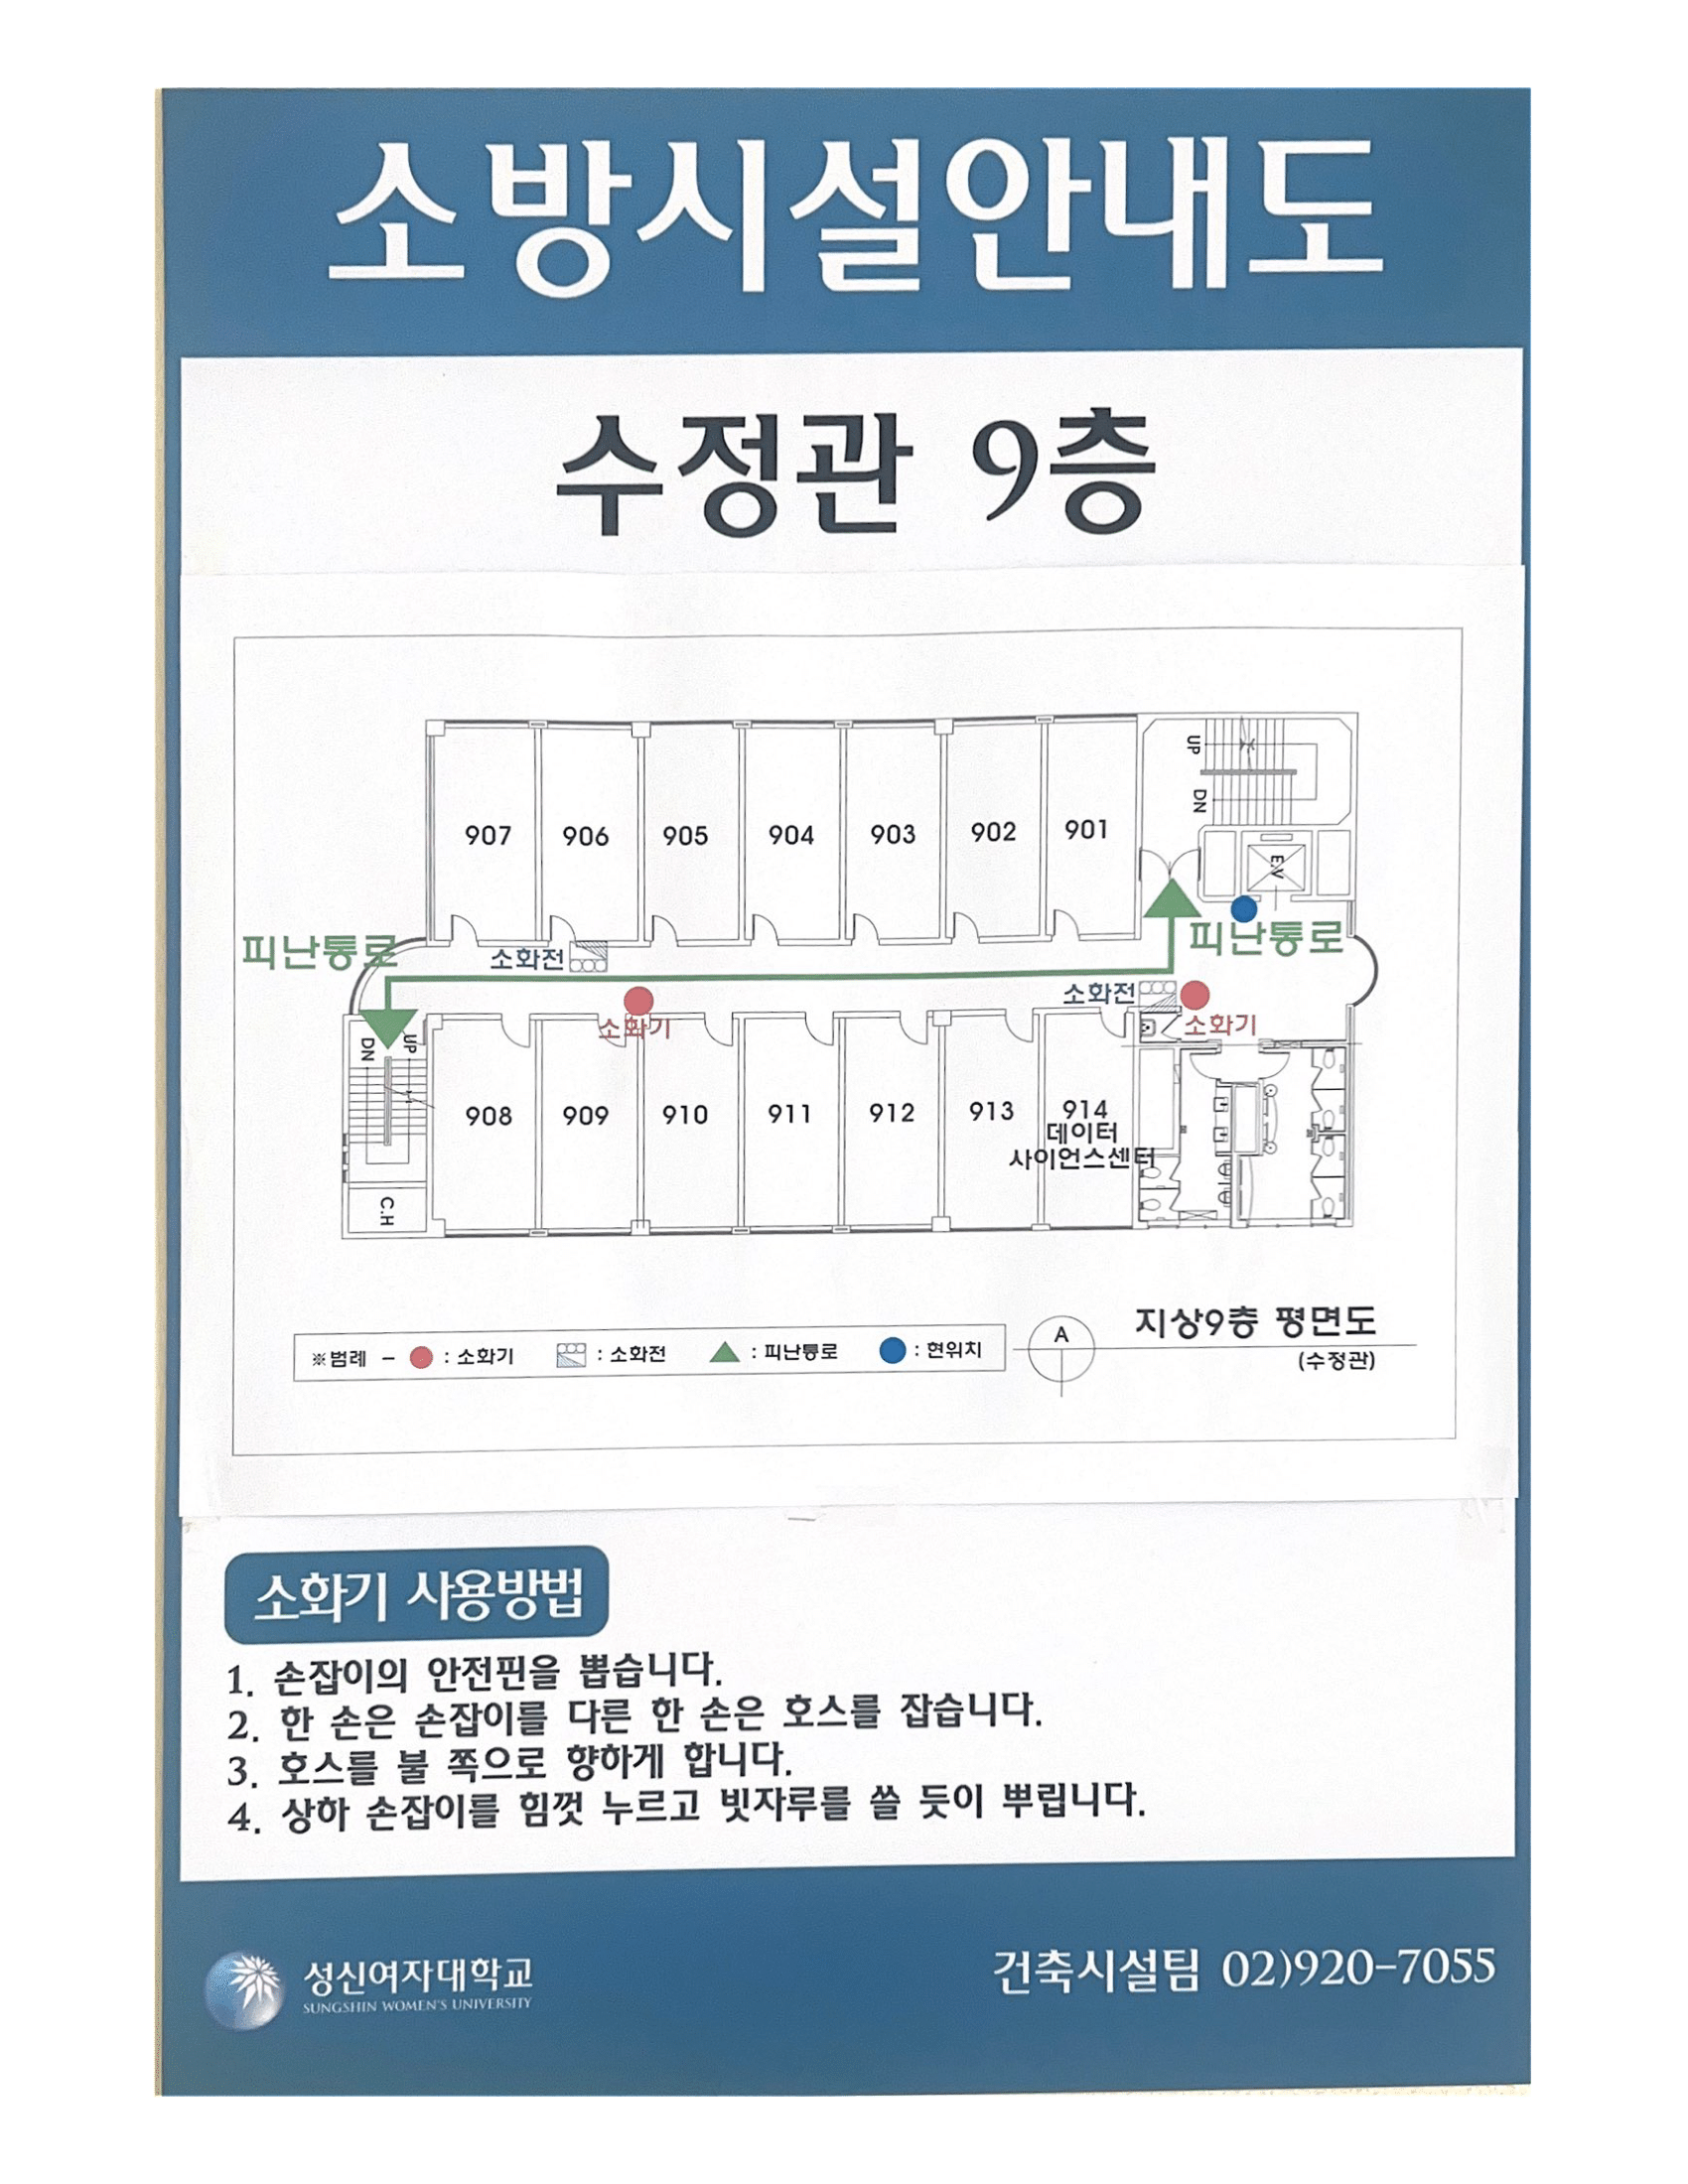 소방시설안내도
수정관 9층
907 906 905 904 903 902 901
UP
DN
E.V
피난통로
피난통로
소화전
소화기
소화전
소화기
DN UP
908 909 910 911 912 913 914
데이터
사이언스센터
C.H
※범례 - : 소화기 : 소화전 : 피난통로 : 현위치
A
지상9층 평면도
(수정관)
소화기 사용방법
1. 손잡이의 안전핀을 뽑습니다.
2. 한 손은 손잡이를 다른 한 손은 호스를 잡습니다.
3. 호스를 불 쪽으로 향하게 합니다.
4. 상하 손잡이를 힘껏 누르고 빗자루를 쓸 듯이 뿌립니다.
성신여자대학교
SUNGSHIN WOMEN'S UNIVERSITY
건축시설팀 02)920-7055